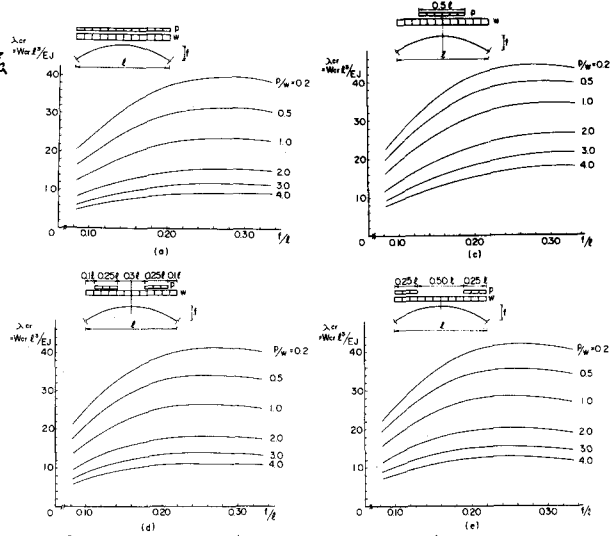 p
w
f
ℓ
λcr
=Wcr ℓ³/EJ
40
30
20
10
0
0.10
0.20
0.30
f/ℓ
P/w=0.2
0.5
1.0
2.0
3.0
4.0
(a)
0.5ℓ
p
w
f
ℓ
λcr
=Wcr ℓ³/EJ
40
30
20
10
0
0.10
0.20
0.30
f/ℓ
P/w=0.2
0.5
1.0
2.0
3.0
4.0
(c)
0.1ℓ 0.25ℓ 0.3ℓ 0.25ℓ 0.1ℓ
p
w
f
ℓ
λcr
=Wcr ℓ³/EJ
40
30
20
10
0
0.10
0.20
0.30
f/ℓ
P/w=0.2
0.5
1.0
2.0
3.0
4.0
(d)
0.25ℓ 0.50ℓ 0.25ℓ
p
w
f
ℓ
λcr
=Wcr ℓ³/EJ
40
30
20
10
0
0.10
0.20
0.30
f/ℓ
P/w=0.2
0.5
1.0
2.0
3.0
4.0
(e)